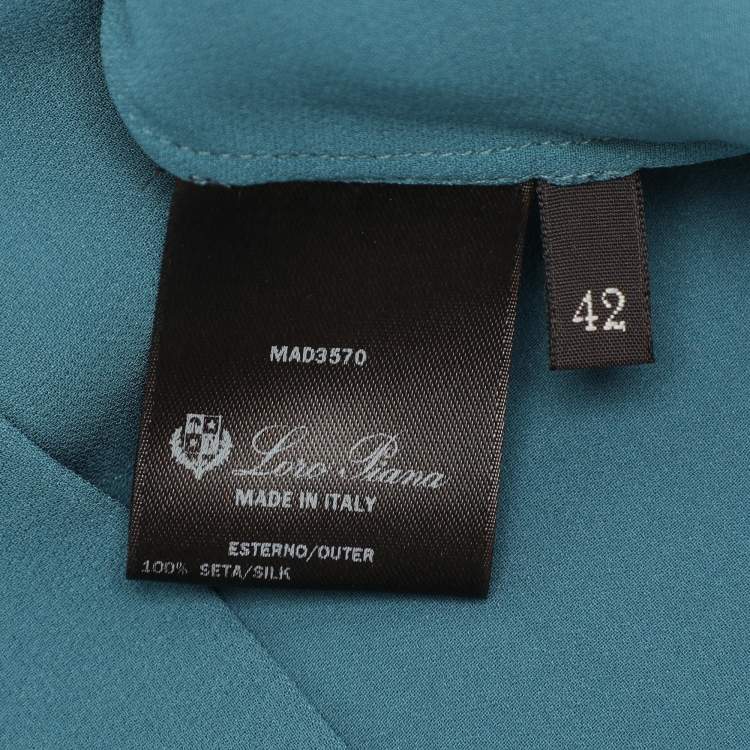 42
MAD3570
Loro Piana
MADE IN ITALY
ESTERNO/OUTER
100% SETA/SILK